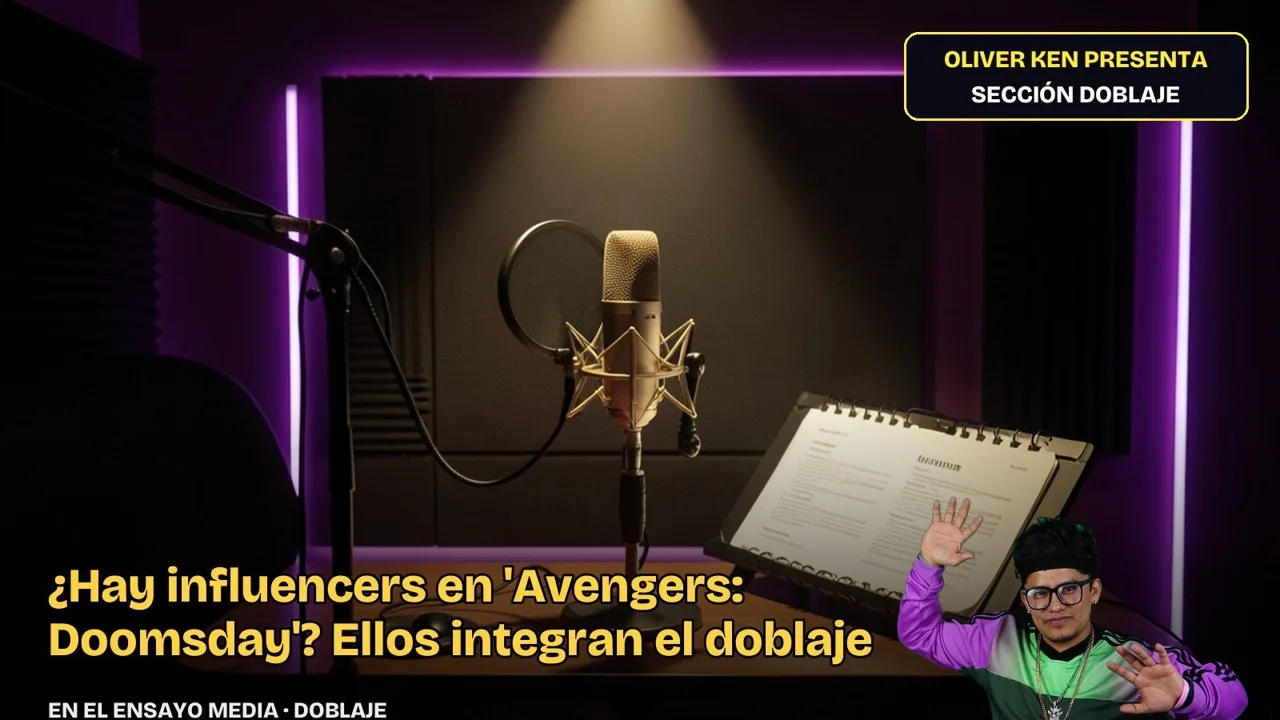 OLIVER KEN PRESENTA
SECCIÓN DOBLAJE
¿Hay influencers en 'Avengers:
Doomsday'? Ellos integran el doblaje
EN EL ENSAYO MEDIA · DOBLAJE